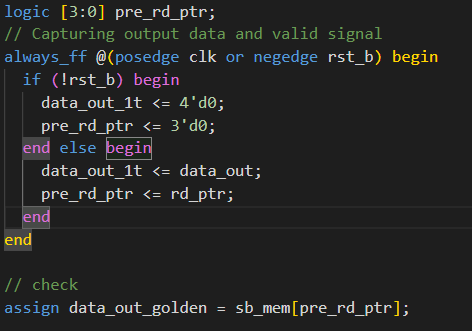 logic [3:0] pre_rd_ptr;
// Capturing output data and valid signal
always_ff @(posedge clk or negedge rst_b) begin
  if (!rst_b) begin
    data_out_1t <= 4'd0;
    pre_rd_ptr <= 3'd0;
  end else begin
    data_out_1t <= data_out;
    pre_rd_ptr <= rd_ptr;
  end
end

// check
assign data_out_golden = sb_mem[pre_rd_ptr];